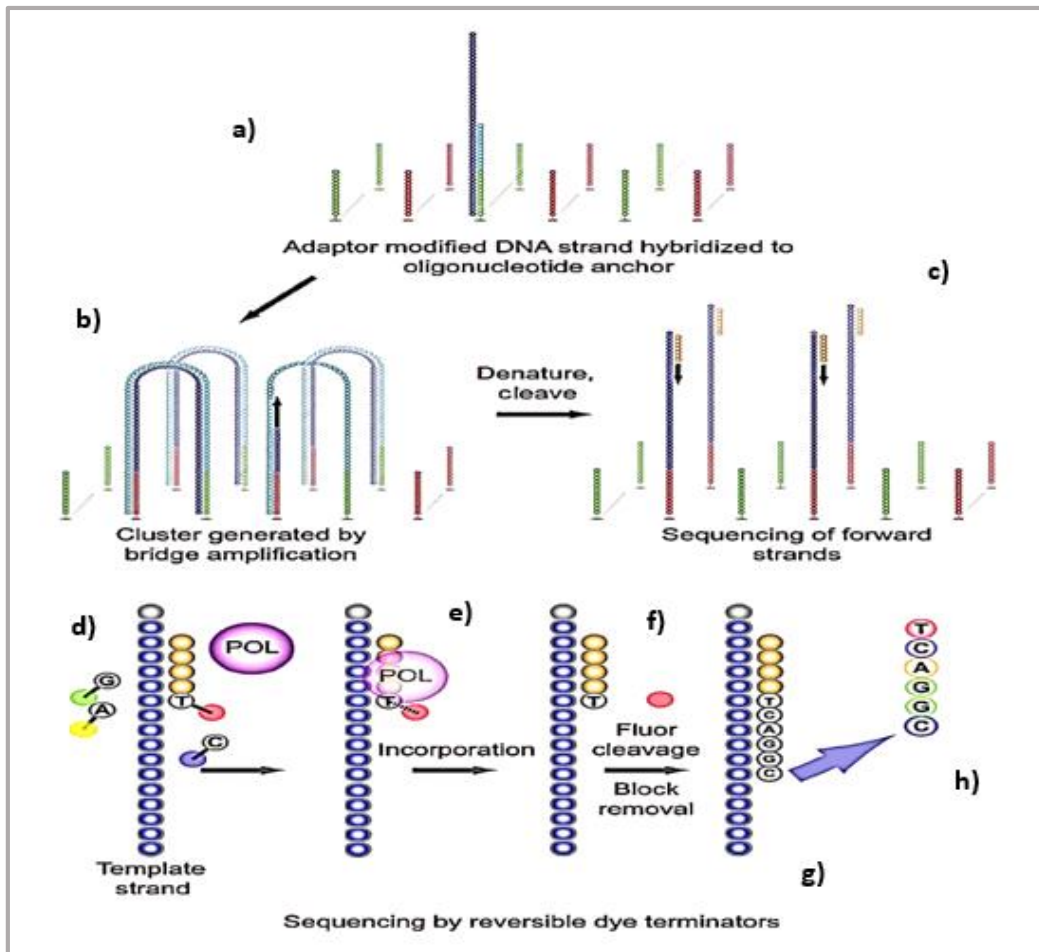 a)
Adaptor modified DNA strand hybridized to
oligonucleotide anchor
b)
c)
Denature,
cleave
Cluster generated by
bridge amplification
Sequencing of forward
strands
d)
POL
G
A
T
C
Template
strand
e)
POL
T
Incorporation
f)
T
Fluor
cleavage
Block
removal
T
C
A
G
G
C
g)
T
C
A
G
G
C
h)
Sequencing by reversible dye terminators